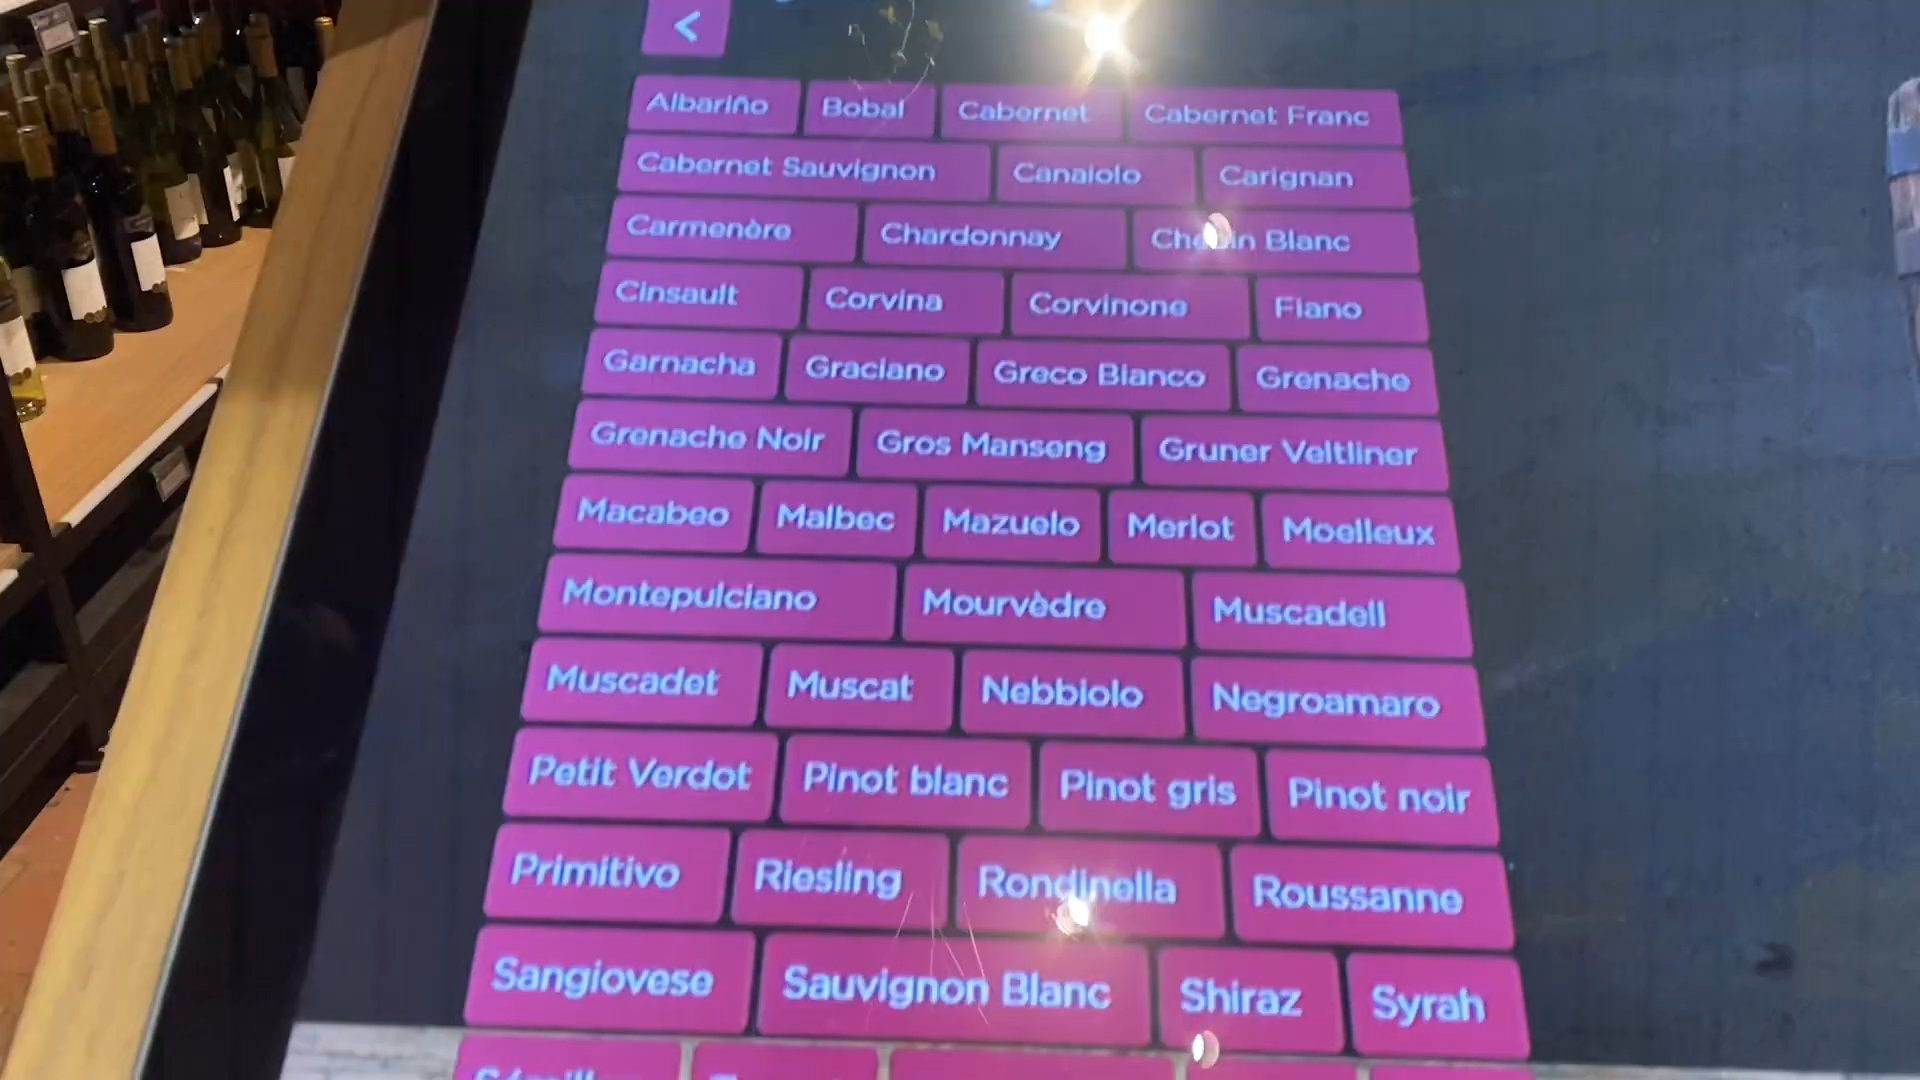 <
Albariño Bobal Cabernet Cabernet Franc
Cabernet Sauvignon Canaiolo Carignan
Carmenère Chardonnay Chenin Blanc
Cinsault Corvina Corvinone Fiano
Garnacha Graciano Greco Bianco Grenache
Grenache Noir Gros Manseng Gruner Veltliner
Macabeo Malbec Mazuelo Merlot Moelleux
Montepulciano Mourvèdre Muscadell
Muscadet Muscat Nebbiolo Negroamaro
Petit Verdot Pinot blanc Pinot gris Pinot noir
Primitivo Riesling Rondinella Roussanne
Sangiovese Sauvignon Blanc Shiraz Syrah